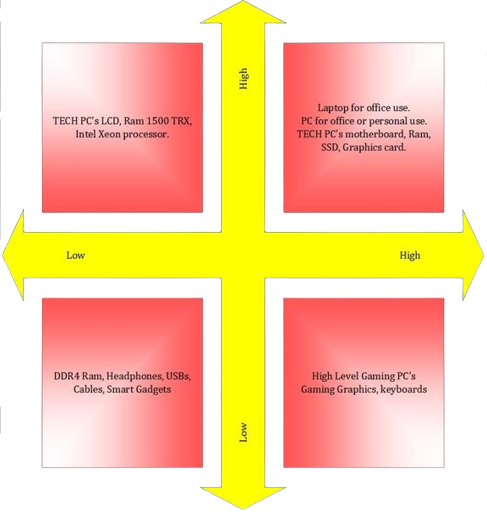 High
TECH PC's LCD, Ram 1500 TRX,
Intel Xeon processor.
Laptop for office use.
PC for office or personal use.
TECH PC's motherboard, Ram,
SSD, Graphics card.
Low
High
DDR4 Ram, Headphones, USBs,
Cables, Smart Gadgets
High Level Gaming PC's
Gaming Graphics, keyboards
Low